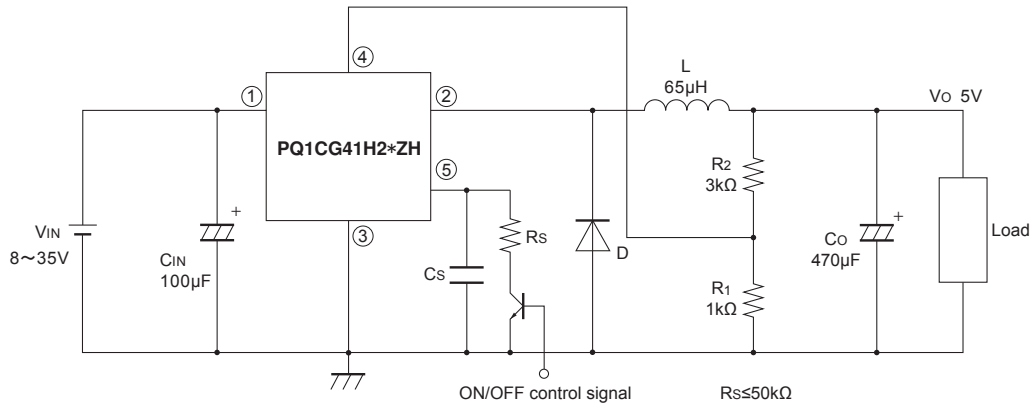 ④
L
65μH
①
②
VO 5V
PQ1CG41H2∗ZH
R2
3kΩ
⑤
VIN
8～35V
+
CIN
100μF
③
RS
CS
D
+
CO
470μF
Load
R1
1kΩ
ON/OFF control signal
RS≤50kΩ